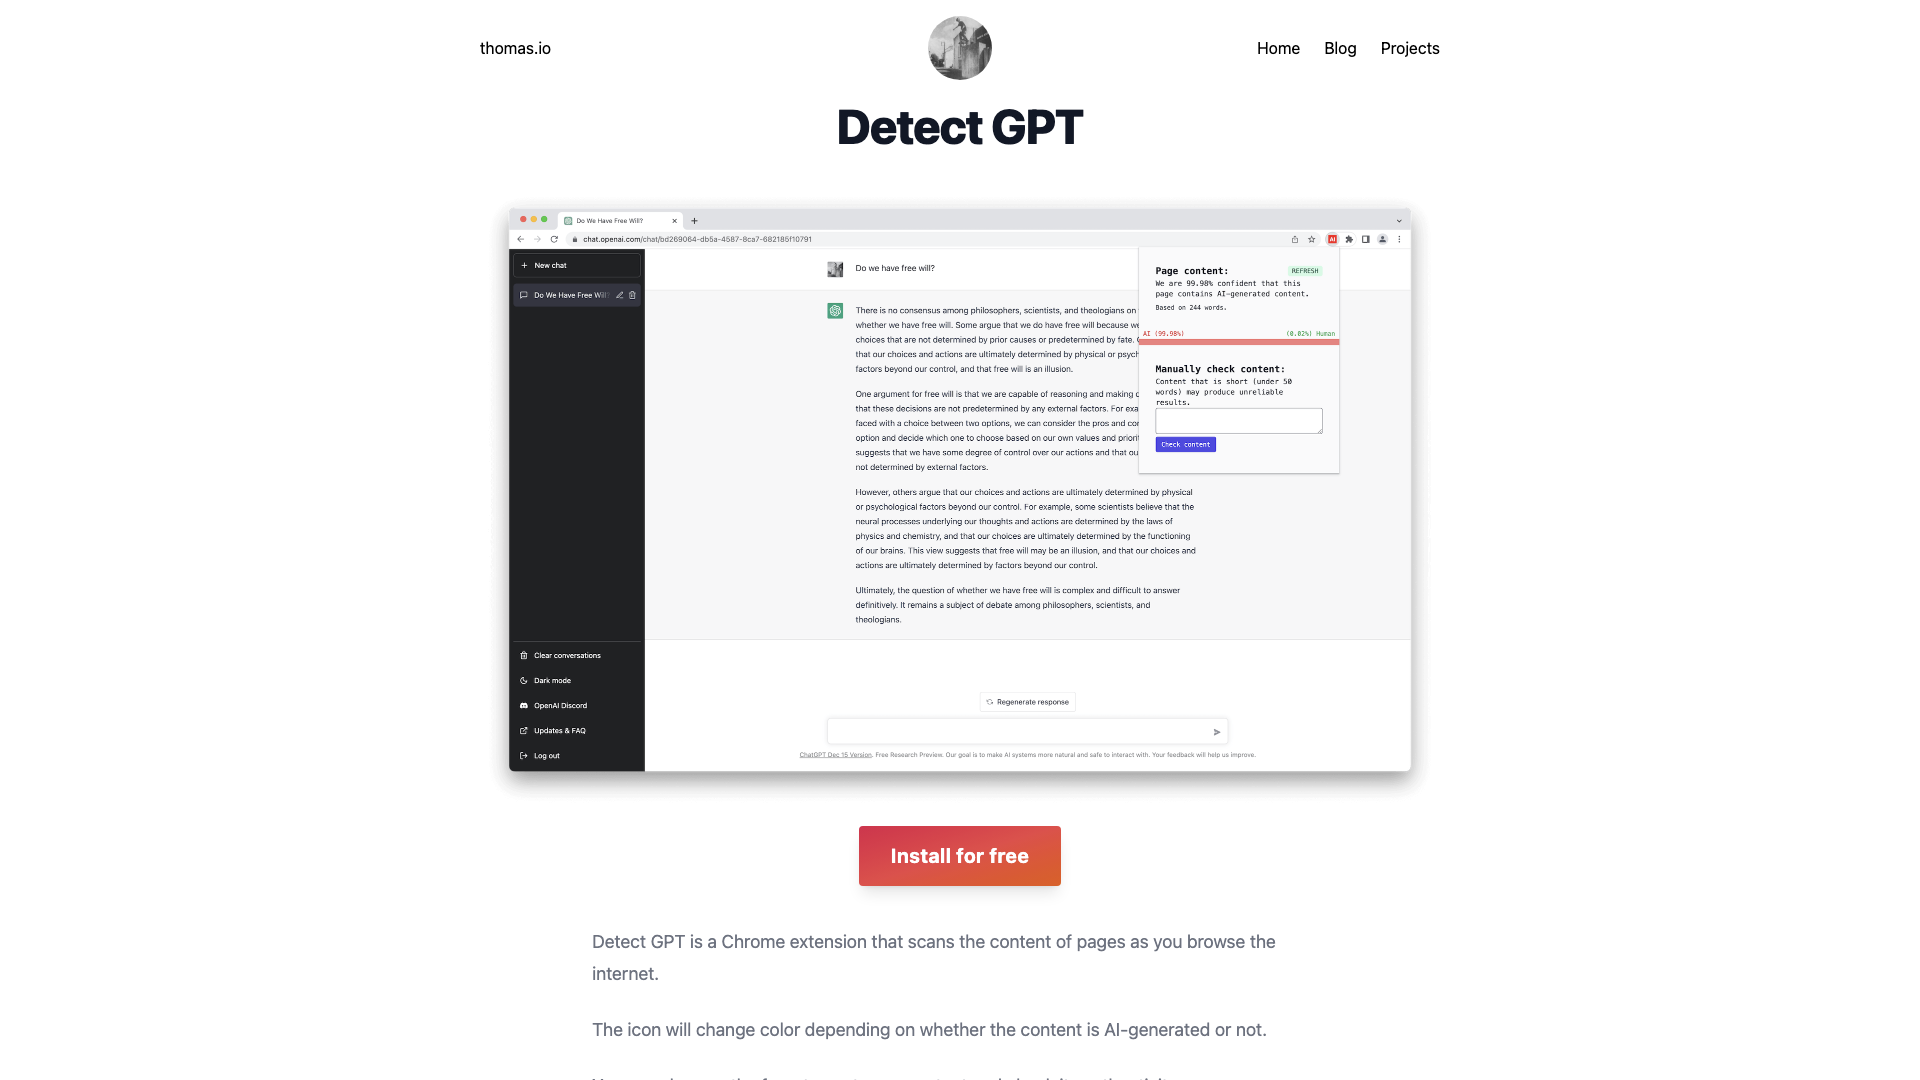 thomas.io
Home Blog Projects
Detect GPT
Do We Have Free Will?
chat.openai.com/chat/bd269064-db5a-4587-8ca7-682185f10791
AI
New chat
Do We Have Free Will?
Do we have free will?
There is no consensus among philosophers, scientists, and theologians on
whether we have free will. Some argue that we do have free will because we
choices that are not determined by prior causes or predetermined by fate.
that our choices and actions are ultimately determined by physical or psych
factors beyond our control, and that free will is an illusion.
One argument for free will is that we are capable of reasoning and making
that these decisions are not predetermined by any external factors. For exa
faced with a choice between two options, we can consider the pros and co
option and decide which one to choose based on our own values and priori
suggests that we have some degree of control over our actions and that ou
not determined by external factors.
However, others argue that our choices and actions are ultimately determined by physical
or psychological factors beyond our control. For example, some scientists believe that the
neural processes underlying our thoughts and actions are determined by the laws of
physics and chemistry, and that our choices are ultimately determined by the functioning
of our brains. This view suggests that free will may be an illusion, and that our choices and
actions are ultimately determined by factors beyond our control.
Ultimately, the question of whether we have free will is complex and difficult to answer
definitively. It remains a subject of debate among philosophers, scientists, and
theologians.
Page content:
REFRESH
We are 99.98% confident that this
page contains AI-generated content.
Based on 244 words.
AI (99.98%) (0.02%) Human
Manually check content:
Content that is short (under 50
words) may produce unreliable
results.
Check content
Clear conversations
Dark mode
OpenAI Discord
Updates & FAQ
Log out
Regenerate response
ChatGPT Dec 15 Version. Free Research Preview. Our goal is to make AI systems more natural and safe to interact with. Your feedback will help us improve.
Install for free
Detect GPT is a Chrome extension that scans the content of pages as you browse the
internet.
The icon will change color depending on whether the content is AI-generated or not.